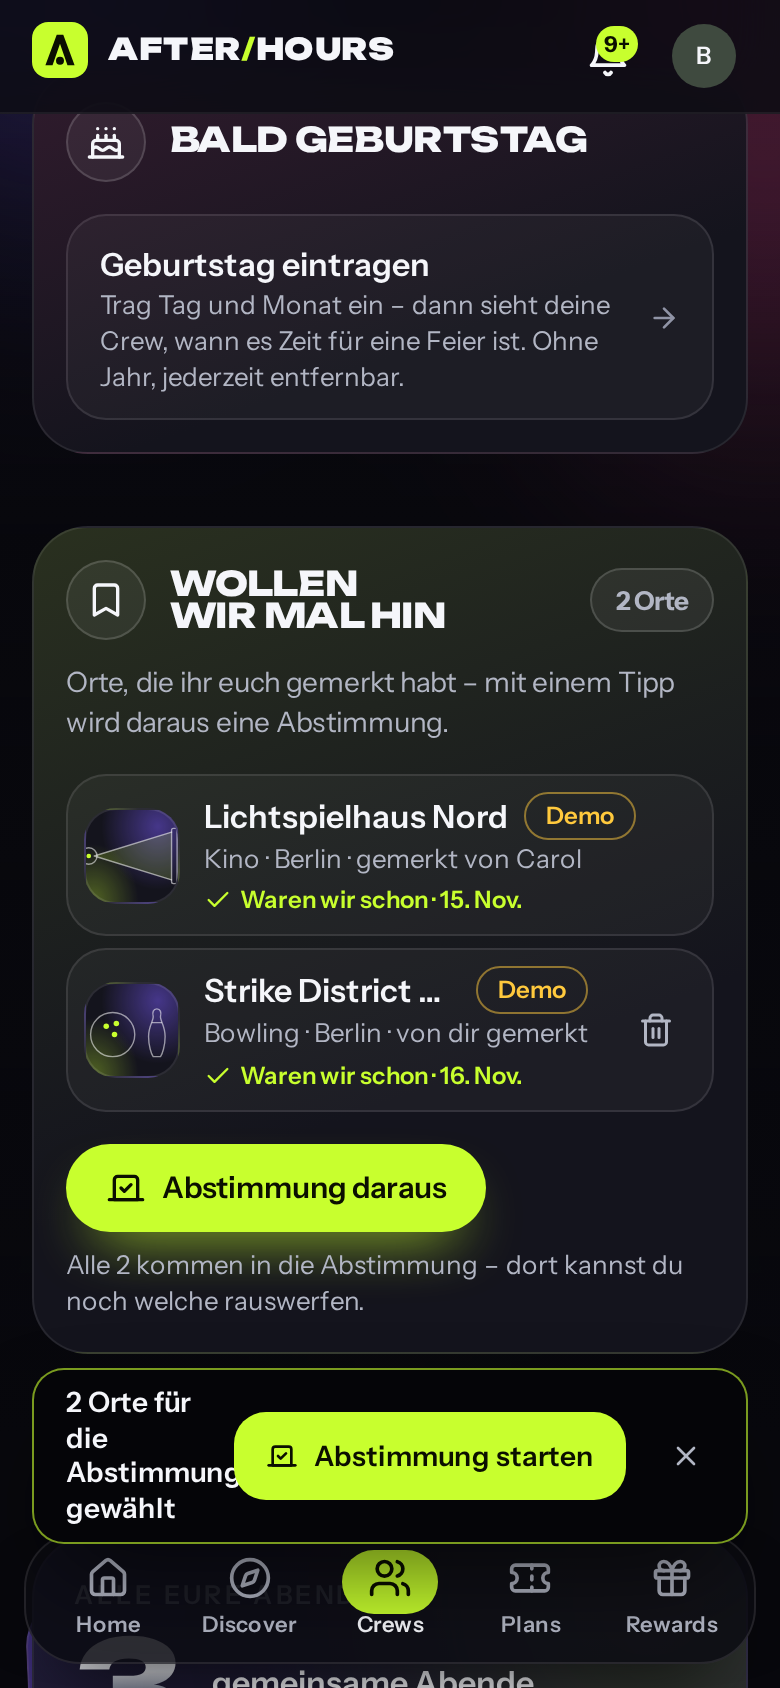 AFTER/HOURS
9+
B
BALD GEBURTSTAG
Geburtstag eintragen
Trag Tag und Monat ein – dann sieht deine
Crew, wann es Zeit für eine Feier ist. Ohne
Jahr, jederzeit entfernbar.
WOLLEN
WIR MAL HIN
2 Orte
Orte, die ihr euch gemerkt habt – mit einem Tipp
wird daraus eine Abstimmung.
Lichtspielhaus Nord
Demo
Kino · Berlin · gemerkt von Carol
Waren wir schon · 15. Nov.
Strike District ...
Demo
Bowling · Berlin · von dir gemerkt
Waren wir schon · 16. Nov.
Abstimmung daraus
Alle 2 kommen in die Abstimmung – dort kannst du
noch welche rauswerfen.
2 Orte für
die
Abstimmung
gewählt
Abstimmung starten
ALLE EURE ABEN
Home
Discover
Crews
Plans
Rewards
3
gemeinsame Abende